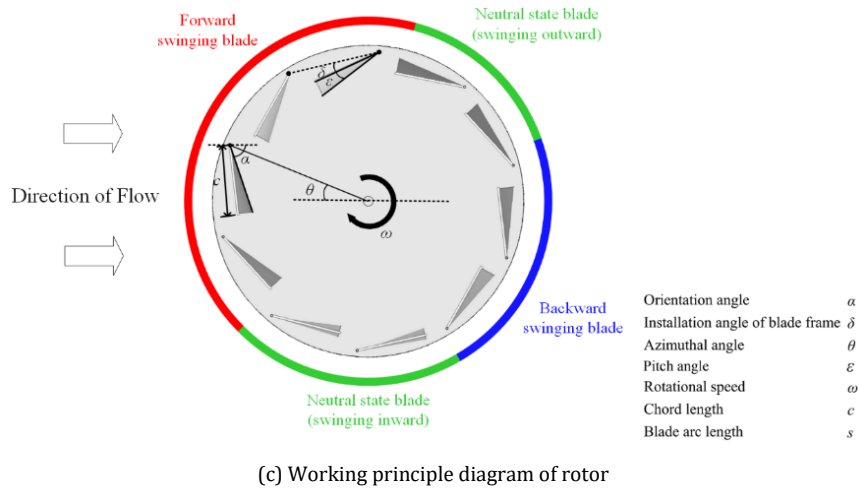 Forward
swinging blade
Neutral state blade
(swinging outward)
δ
ε
α
c
θ
Direction of Flow
ω
Backward
swinging blade
Neutral state blade
(swinging inward)
Orientation angle α
Installation angle of blade frame δ
Azimuthal angle θ
Pitch angle ε
Rotational speed ω
Chord length c
Blade arc length s
(c) Working principle diagram of rotor